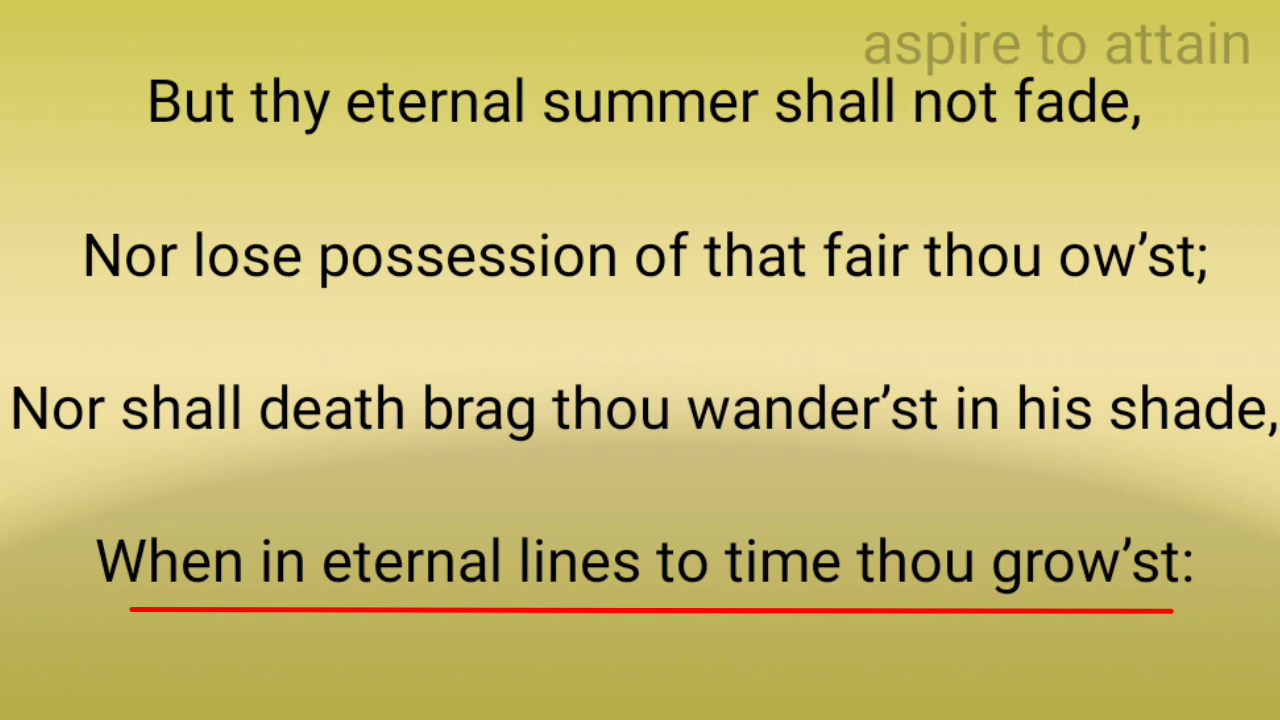 aspire to attain
But thy eternal summer shall not fade,
Nor lose possession of that fair thou ow’st;
Nor shall death brag thou wander’st in his shade,
When in eternal lines to time thou grow’st: